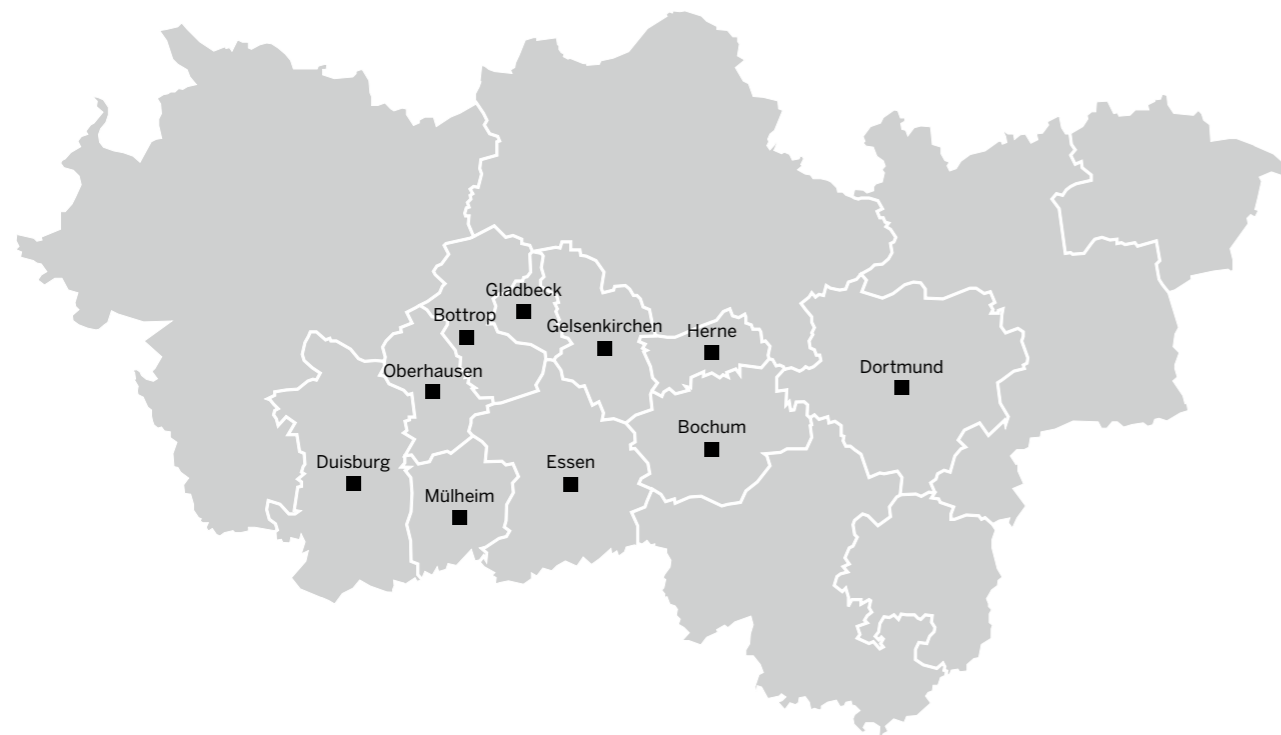 Gladbeck
Bottrop
Gelsenkirchen
Herne
Oberhausen
Dortmund
Bochum
Duisburg
Essen
Mülheim